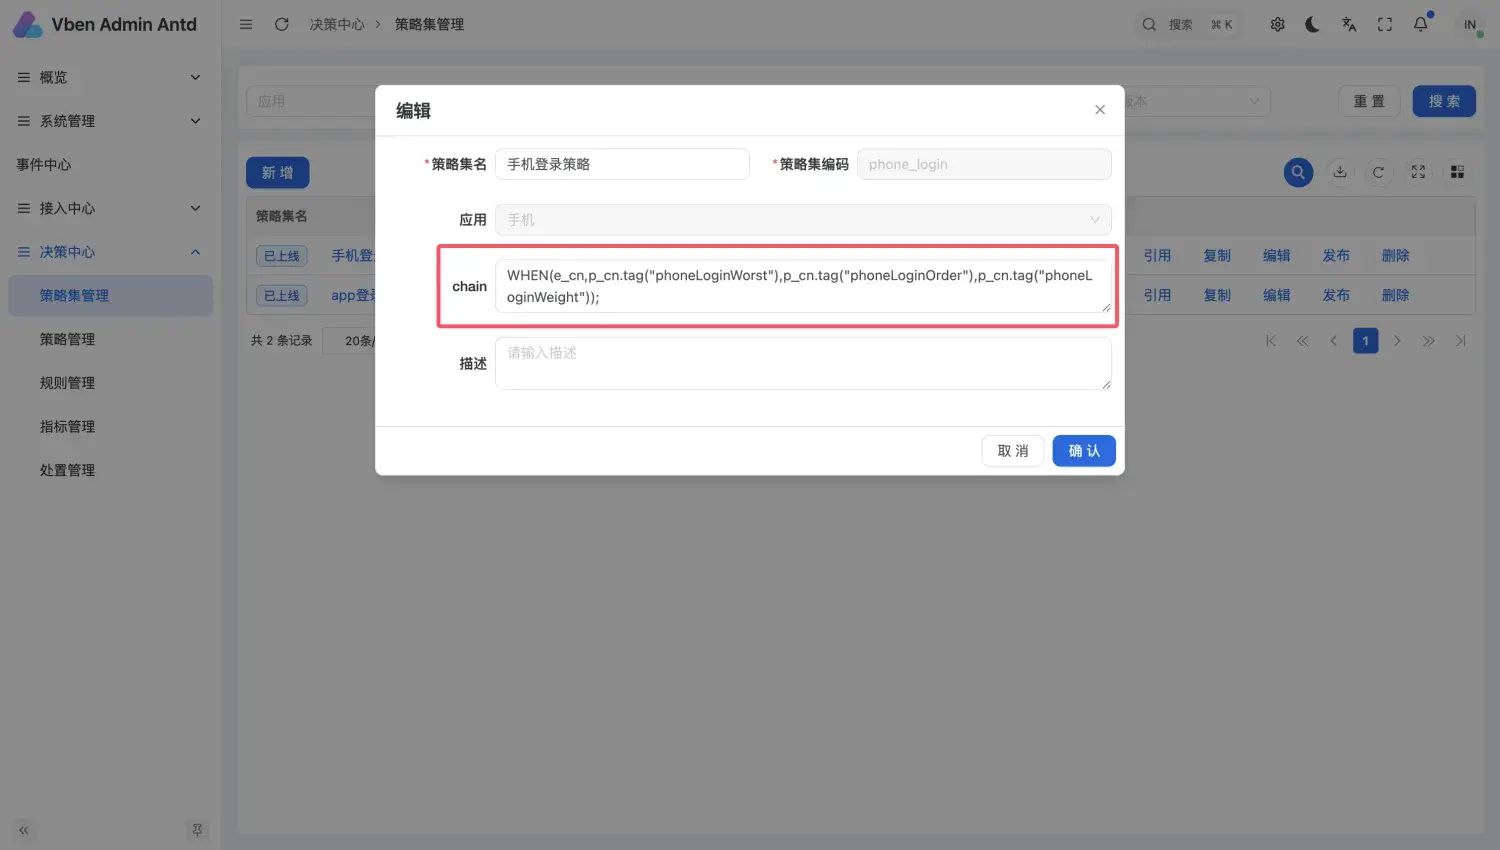 Vben Admin Antd
决策中心 > 策略集管理
搜索 ⌘ K
IN
概览
系统管理
事件中心
接入中心
决策中心
策略集管理
策略管理
规则管理
指标管理
处置管理
应用
版本
重 置
搜 索
新 增
策略集名
已上线 手机登 引用 复制 编辑 发布 删除
已上线 app登 引用 复制 编辑 发布 删除
共 2 条记录 20条/ 1
编辑
*策略集名 手机登录策略 *策略集编码 phone_login
应用 手机
chain WHEN(e_cn,p_cn.tag("phoneLoginWorst"),p_cn.tag("phoneLoginOrder"),p_cn.tag("phoneL
oginWeight"));
描述 请输入描述
取 消 确 认